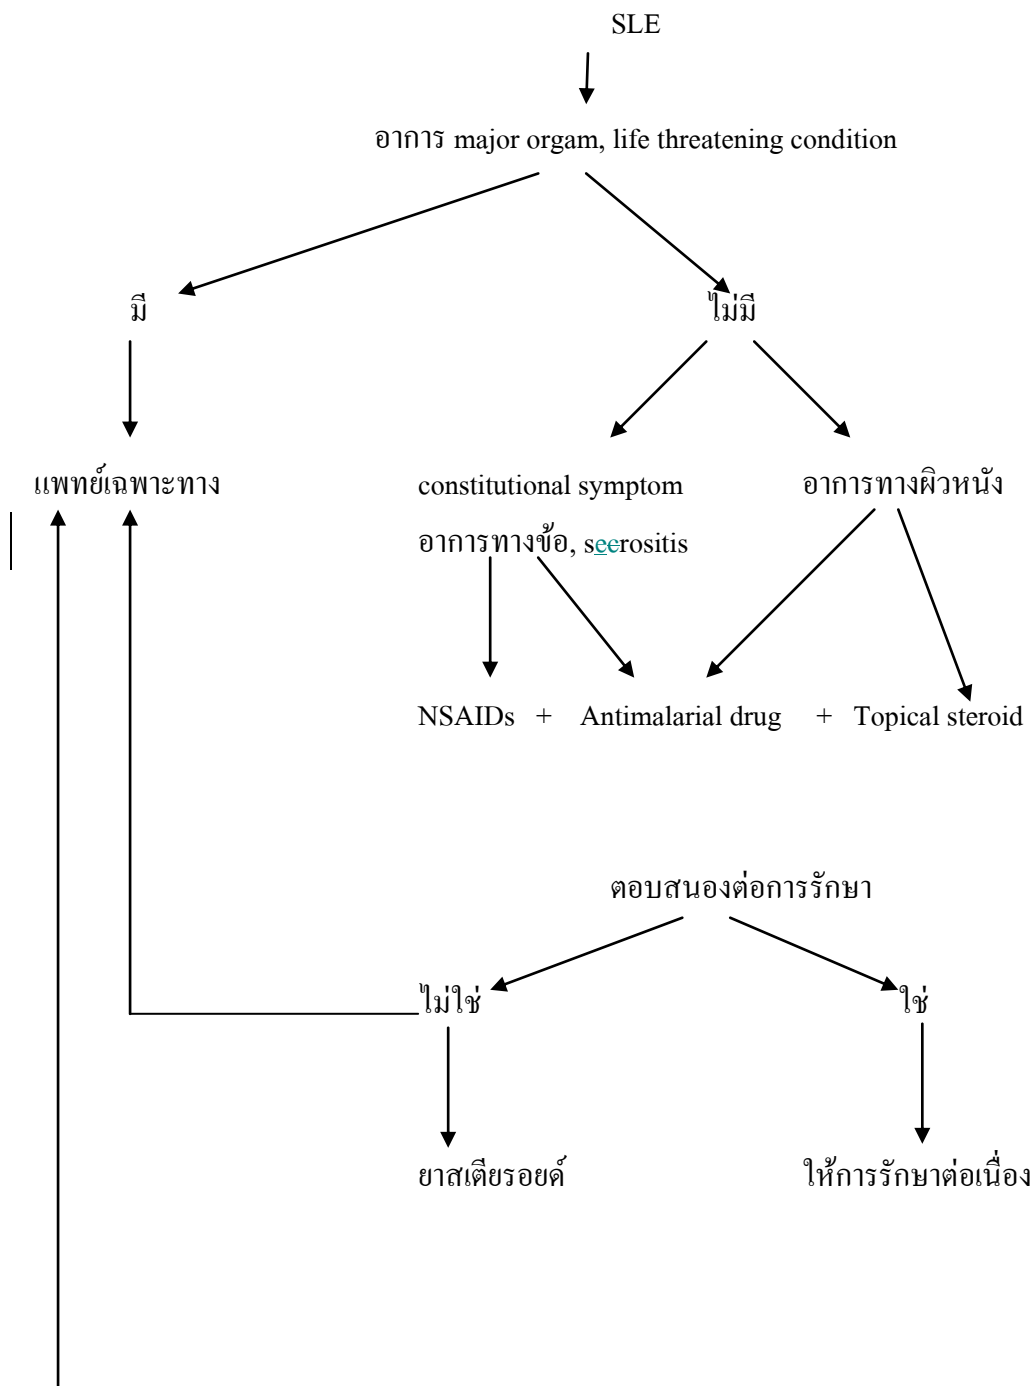 SLE
อาการ major orgam, life threatening condition
มี ไม่มี
แพทย์เฉพาะทาง constitutional symptom อาการทางผิวหนัง
อาการทางข้อ, seerositis
NSAIDs + Antimalarial drug + Topical steroid
ตอบสนองต่อการรักษา
ไม่ใช่ ใช่
ยาสเตียรอยด์ ให้การรักษาต่อเนื่อง